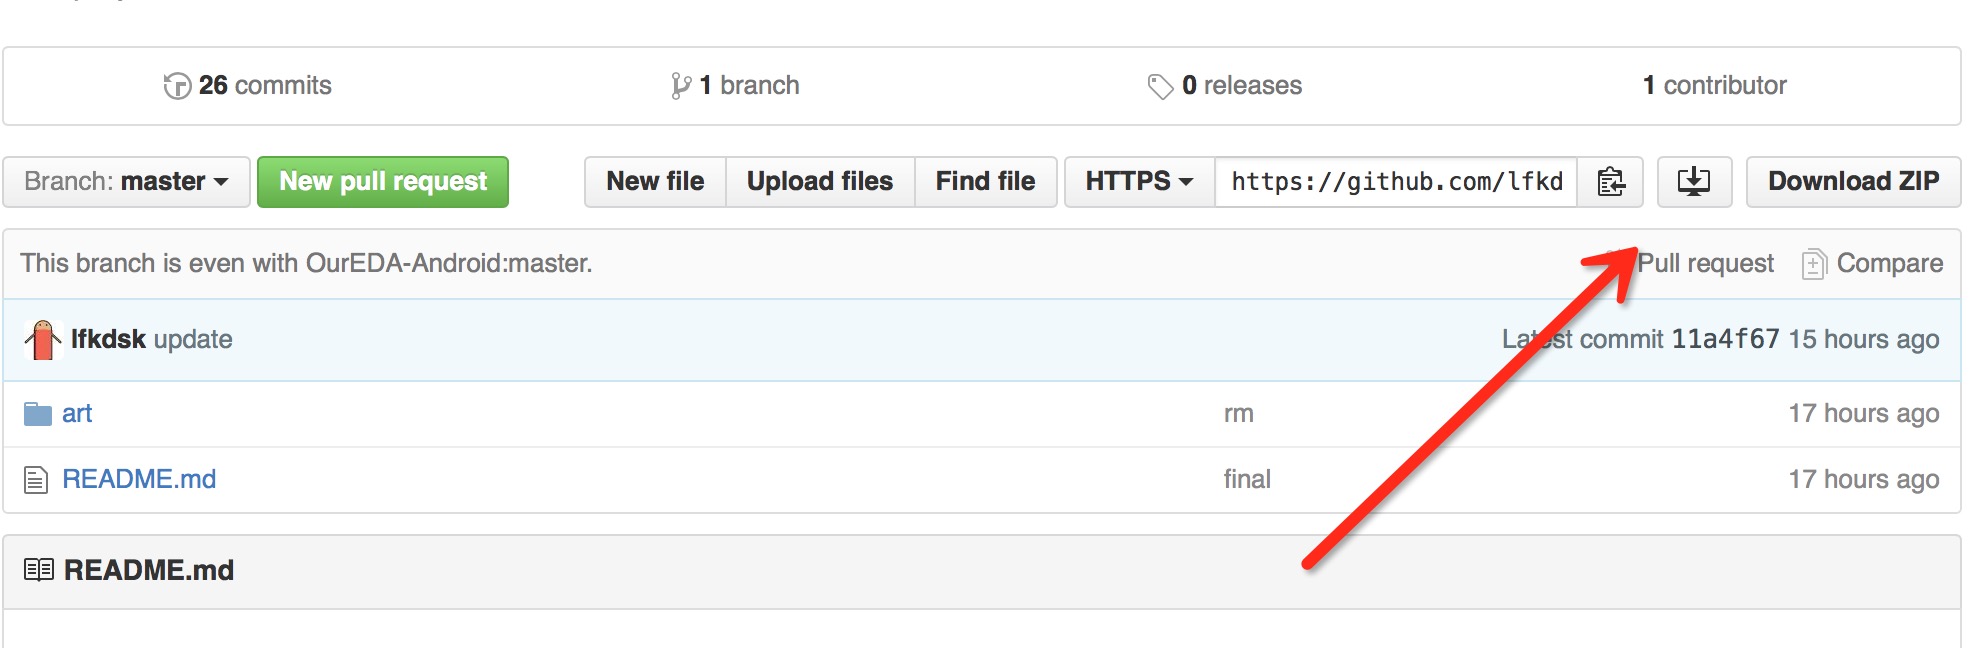 26 commits 1 branch 0 releases 1 contributor
Branch: master New pull request New file Upload files Find file HTTPS https://github.com/lfkd Download ZIP
This branch is even with OurEDA-Android:master. Pull request Compare
lfkdsk update Latest commit 11a4f67 15 hours ago
art rm 17 hours ago
README.md final 17 hours ago
README.md